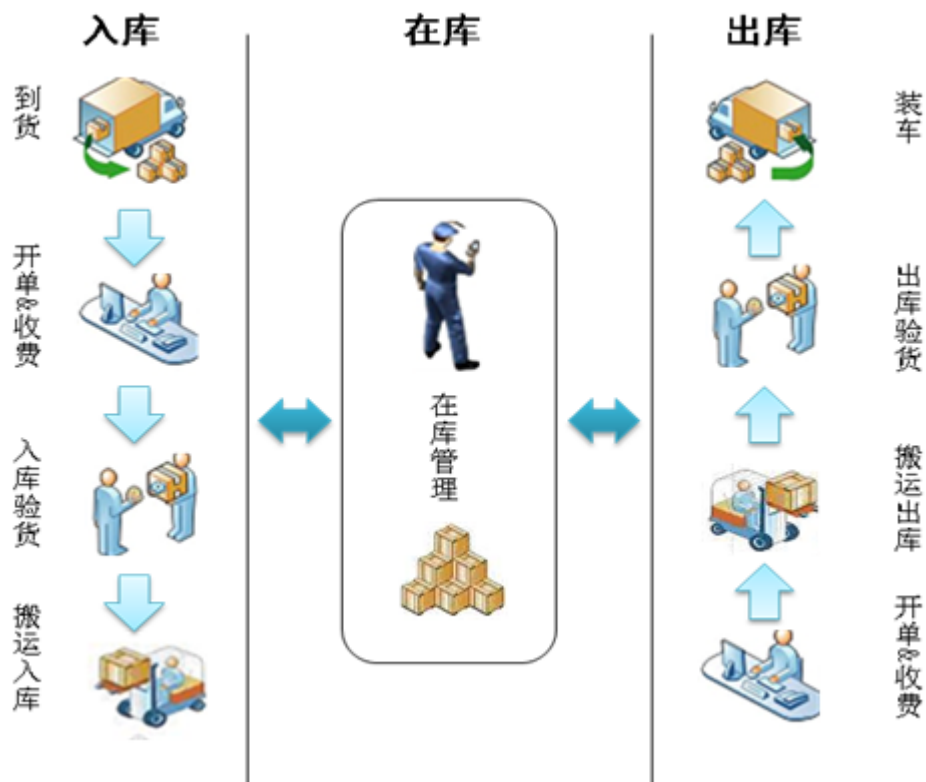 入库
到货
开单&收费
入库验货
搬运入库
在库
在库管理
出库
装车
出库验货
搬运出库
开单&收费